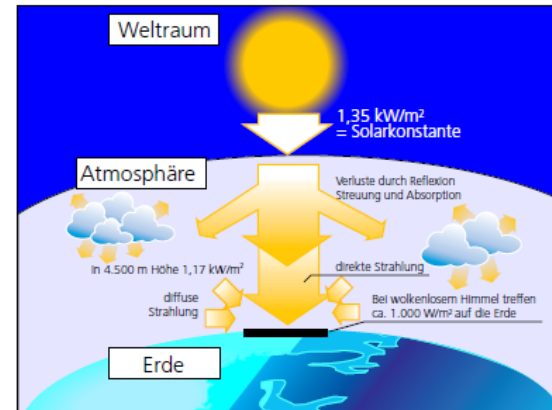 Weltraum
1,35 kW/m²
= Solarkonstante
Atmosphäre
Verluste durch Reflexion
Streuung und Absorption
In 4.500 m Höhe 1,17 kW/m²
direkte Strahlung
diffuse
Strahlung
Bei wolkenlosem Himmel treffen
ca. 1.000 W/m² auf die Erde
Erde